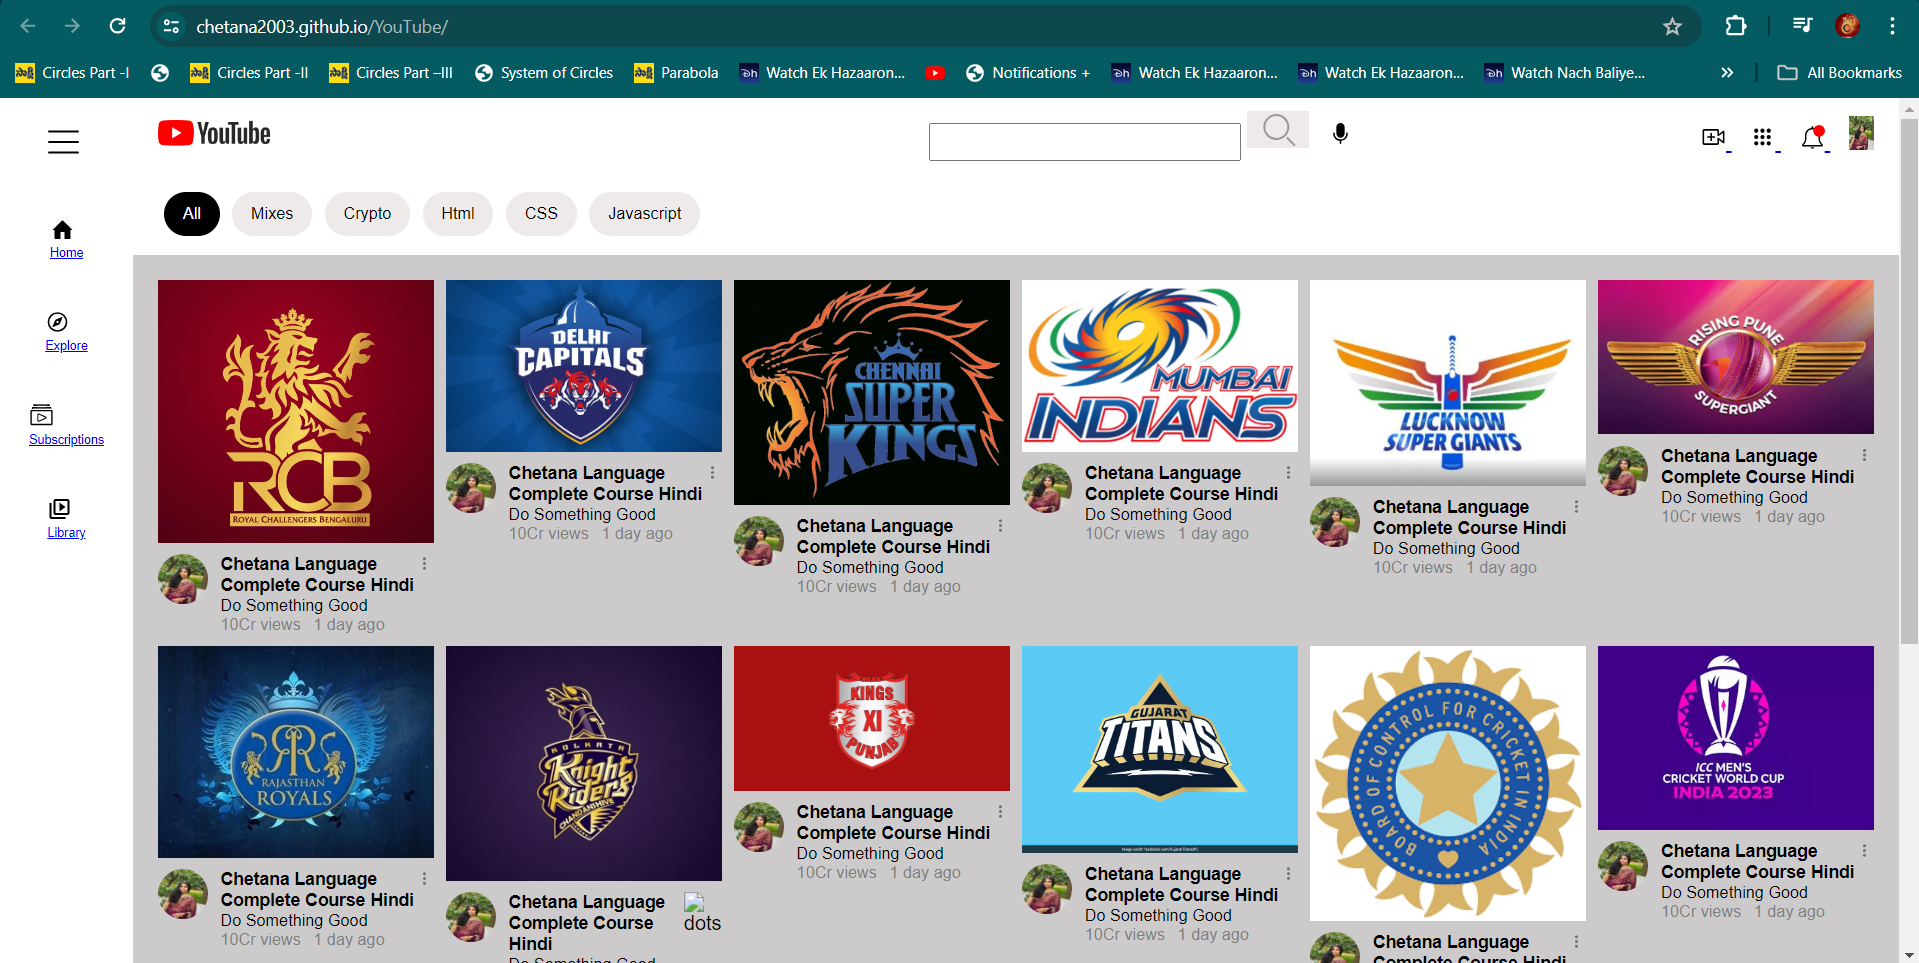 chetana2003.github.io/YouTube/
Circles Part -I
Circles Part -II
Circles Part –III
System of Circles
Parabola
Watch Ek Hazaaron...
Notifications +
Watch Ek Hazaaron...
Watch Ek Hazaaron...
Watch Nach Baliye...
All Bookmarks
YouTube
All
Mixes
Crypto
Html
CSS
Javascript
Home
Explore
Subscriptions
Library
RCB
ROYAL CHALLENGERS BENGALURU
Chetana Language
Complete Course Hindi
Do Something Good
10Cr views 1 day ago
DELHI
CAPITALS
Chetana Language
Complete Course Hindi
Do Something Good
10Cr views 1 day ago
CHENNAI
SUPER
KINGS
Chetana Language
Complete Course Hindi
Do Something Good
10Cr views 1 day ago
MUMBAI
INDIANS
Chetana Language
Complete Course Hindi
Do Something Good
10Cr views 1 day ago
LUCKNOW
SUPER GIANTS
Chetana Language
Complete Course Hindi
Do Something Good
10Cr views 1 day ago
RISING PUNE
SUPERGIANT
Chetana Language
Complete Course Hindi
Do Something Good
10Cr views 1 day ago
RR
RAJASTHAN
ROYALS
Chetana Language
Complete Course Hindi
Do Something Good
10Cr views 1 day ago
KOLKATA
Knight
Riders
Chetana Language
Complete Course
Hindi
dots
Do Something Good
KINGS
XI
PUNJAB
Chetana Language
Complete Course Hindi
Do Something Good
10Cr views 1 day ago
GUJARAT
TITANS
Chetana Language
Complete Course Hindi
Do Something Good
10Cr views 1 day ago
BOARD OF CONTROL FOR CRICKET IN INDIA
Chetana Language
Complete Course Hindi
ICC MEN'S
CRICKET WORLD CUP
INDIA 2023
Chetana Language
Complete Course Hindi
Do Something Good
10Cr views 1 day ago